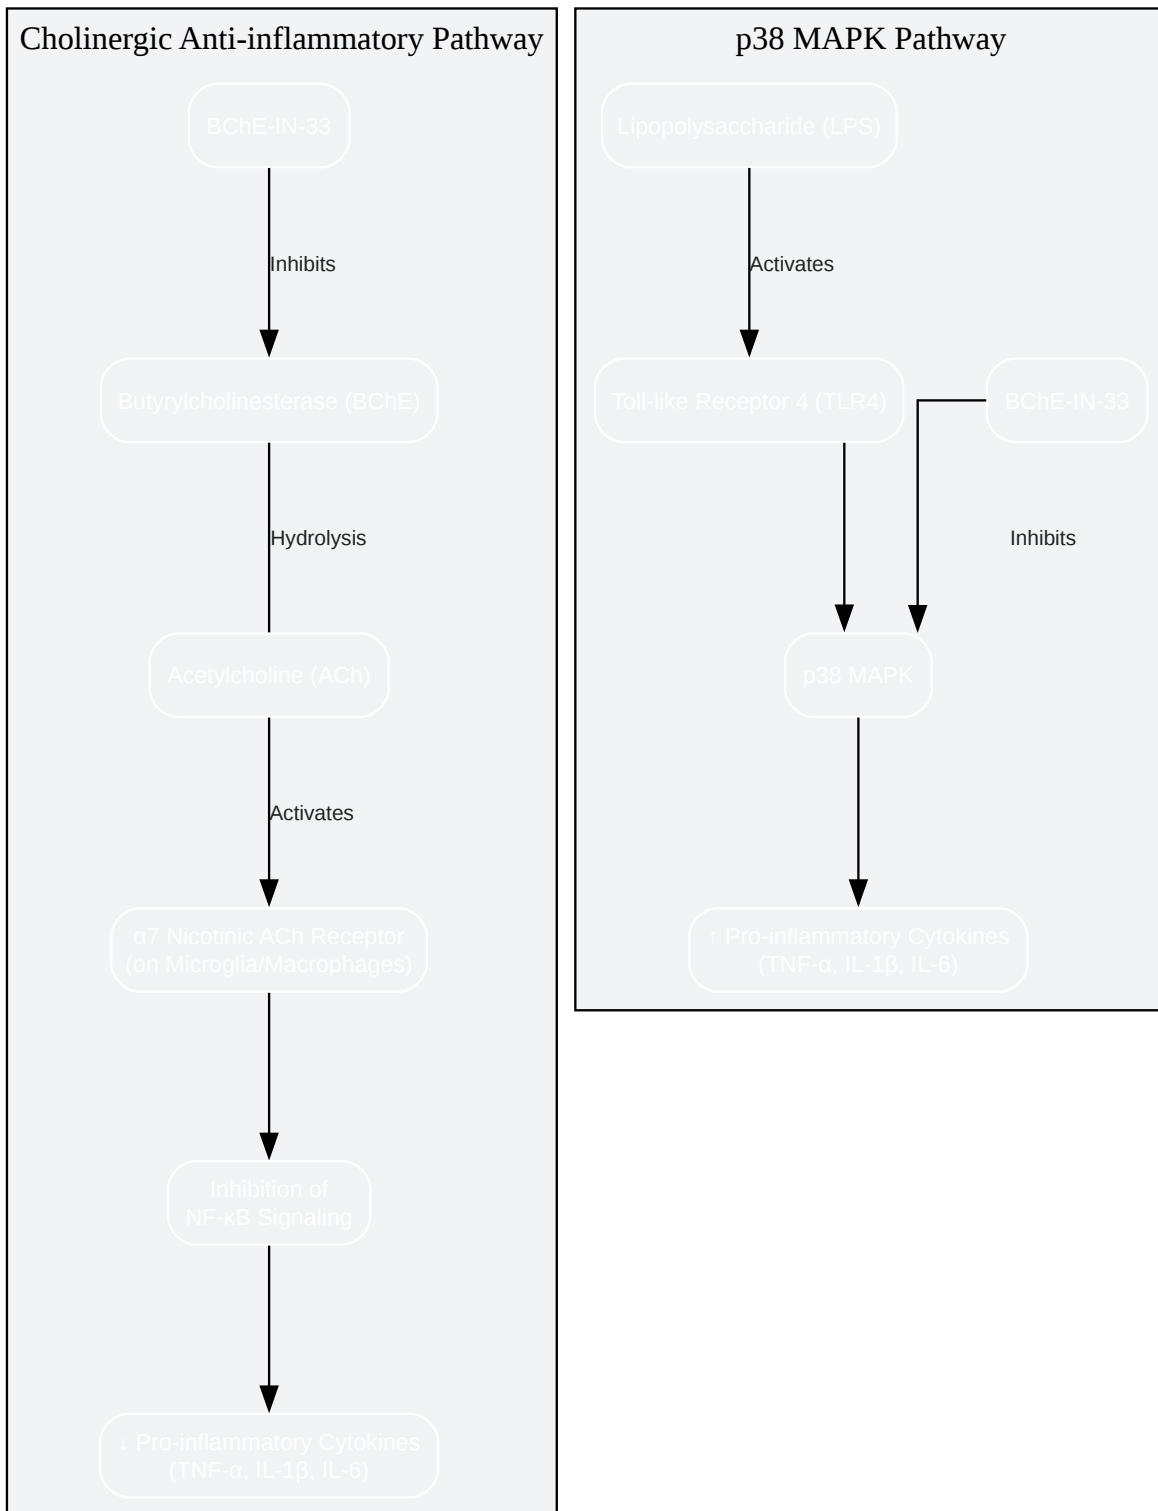 Cholinergic Anti-inflammatory Pathway
BChE-IN-33
Inhibits
Butyrylcholinesterase (BChE)
Hydrolysis
Acetylcholine (ACh)
Activates
α7 Nicotinic ACh Receptor
(on Microglia/Macrophages)
Inhibition of
NF-κB Signaling
↓ Pro-inflammatory Cytokines
(TNF-α, IL-1β, IL-6)
p38 MAPK Pathway
Lipopolysaccharide (LPS)
Activates
Toll-like Receptor 4 (TLR4)
BChE-IN-33
Inhibits
p38 MAPK
↑ Pro-inflammatory Cytokines
(TNF-α, IL-1β, IL-6)